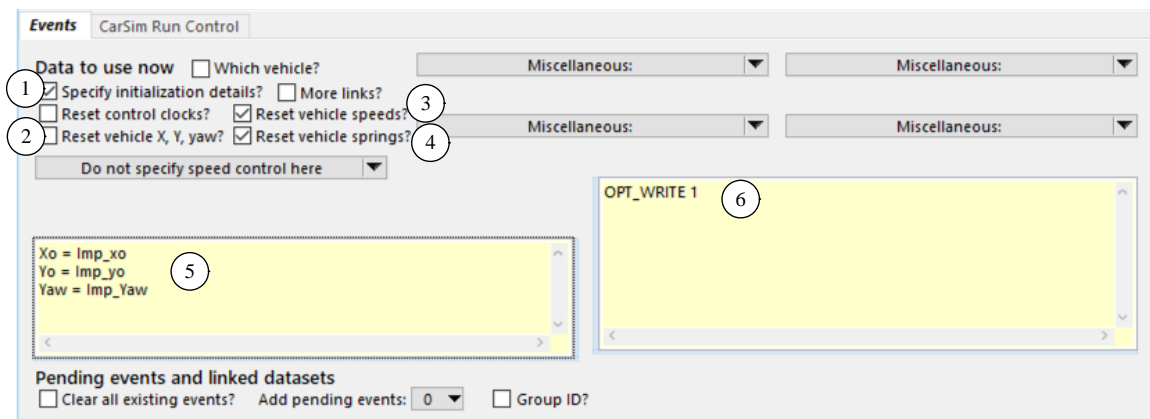 Events CarSim Run Control
Data to use now Which vehicle? Miscellaneous: Miscellaneous:
1 Specify initialization details? More links?
Reset control clocks? Reset vehicle speeds? 3
2 Reset vehicle X, Y, yaw? Reset vehicle springs? 4 Miscellaneous: Miscellaneous:
Do not specify speed control here
OPT_WRITE 1 6
Xo = Imp_xo
Yo = Imp_yo 5
Yaw = Imp_Yaw
Pending events and linked datasets
Clear all existing events? Add pending events: 0 Group ID?